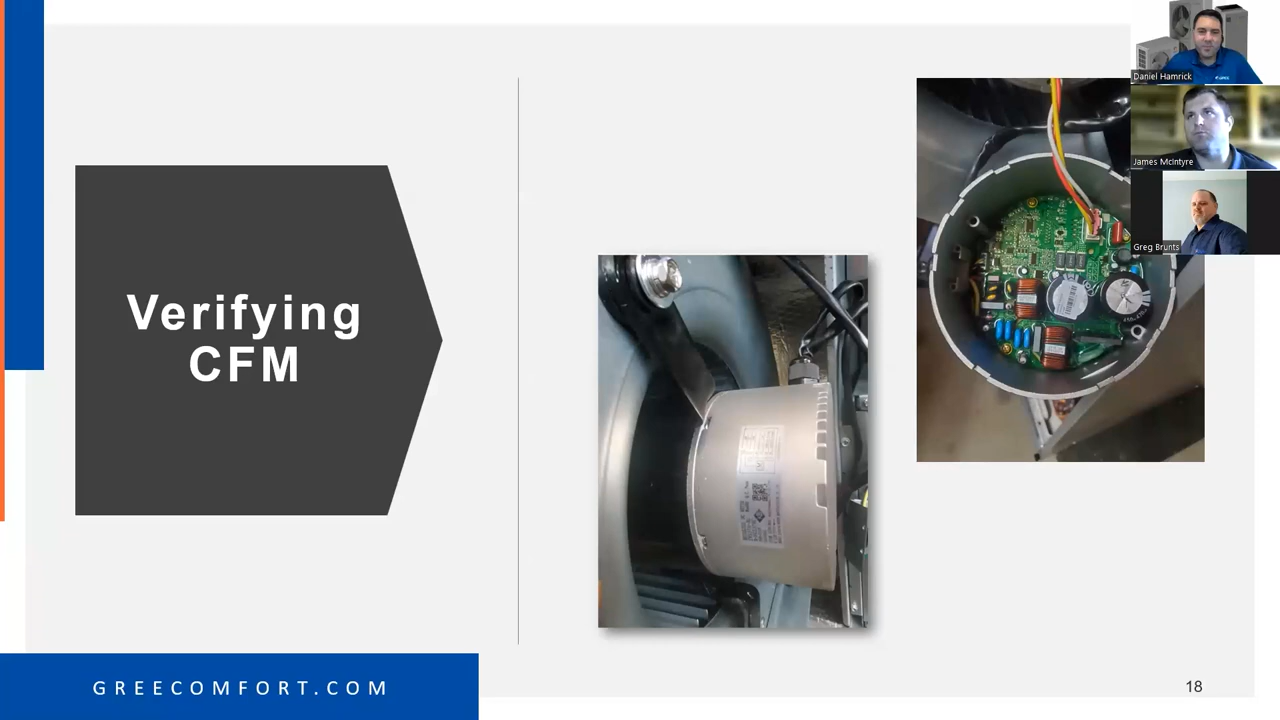 Verifying
CFM
GREECOMFORT.COM
18
Daniel Hamrick
James McIntyre
Greg Brunts